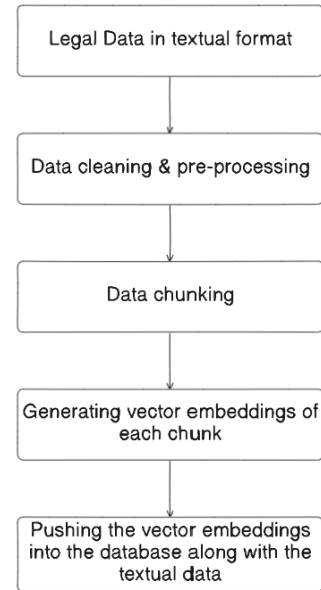 Legal Data in textual format
Data cleaning & pre-processing
Data chunking
Generating vector embeddings of
each chunk
Pushing the vector embeddings
into the database along with the
textual data